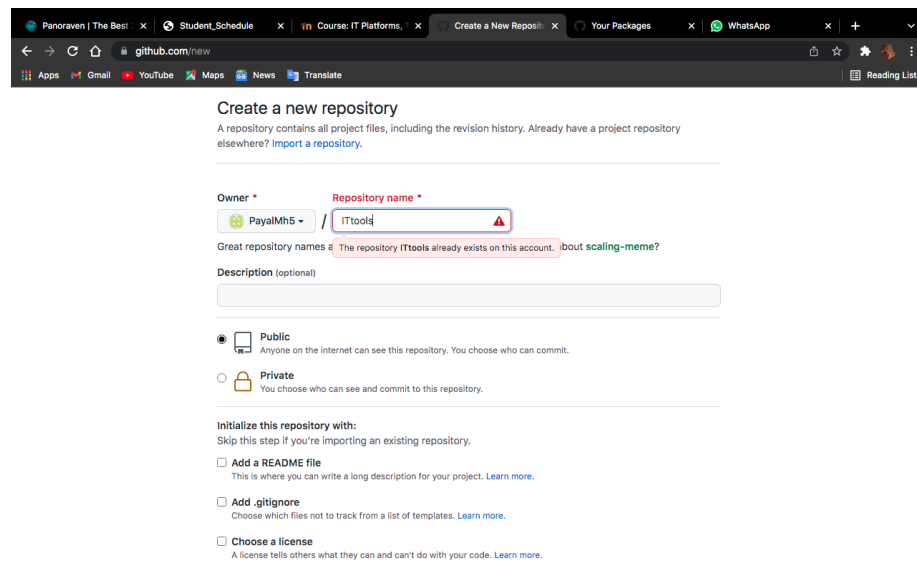 Panoraven | The Best
Student_Schedule
Course: IT Platforms,
Create a New Reposito
Your Packages
WhatsApp
github.com/new
Apps
Gmail
YouTube
Maps
News
Translate
Reading List
Create a new repository
A repository contains all project files, including the revision history. Already have a project repository
elsewhere? Import a repository.
Owner *
Repository name *
PayalMh5
/
ITtools
Great repository names a
The repository ITtools already exists on this account.
bout scaling-meme?
Description (optional)
Public
Anyone on the internet can see this repository. You choose who can commit.
Private
You choose who can see and commit to this repository.
Initialize this repository with:
Skip this step if you're importing an existing repository.
Add a README file
This is where you can write a long description for your project. Learn more.
Add .gitignore
Choose which files not to track from a list of templates. Learn more.
Choose a license
A license tells others what they can and can't do with your code. Learn more.